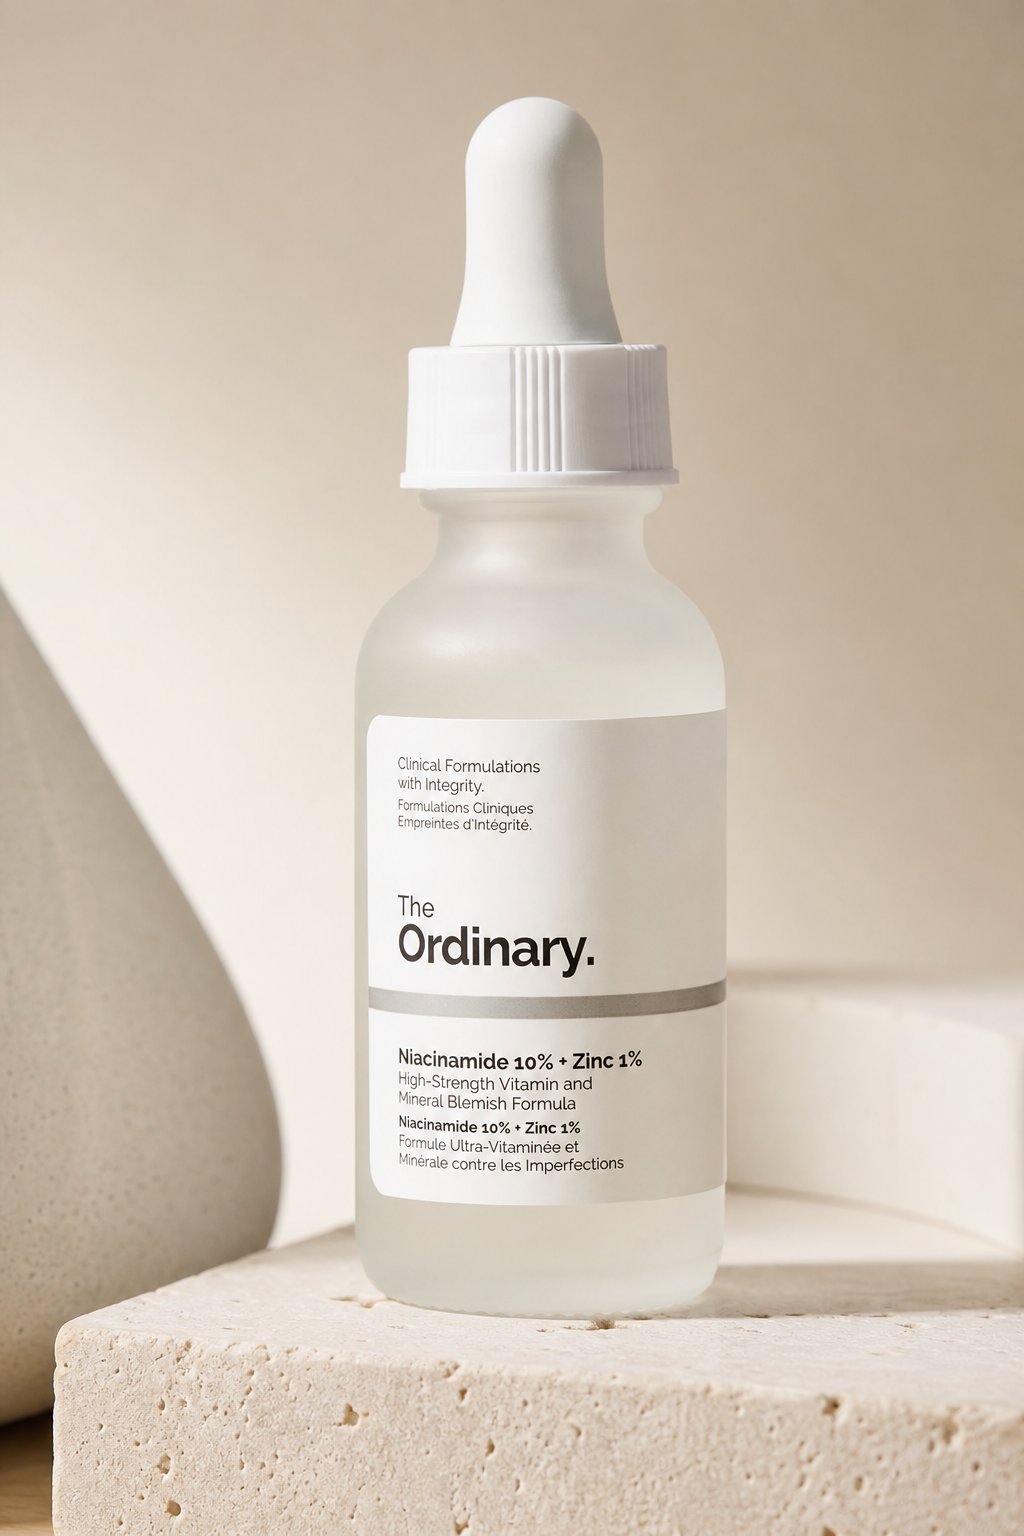 Clinical Formulations
with Integrity.
Formulations Cliniques
Empreintes d'Intégrité.
The
Ordinary.
Niacinamide 10% + Zinc 1%
High-Strength Vitamin and
Mineral Blemish Formula
Niacinamide 10% + Zinc 1%
Formule Ultra-Vitaminée et
Minérale contre les Imperfections